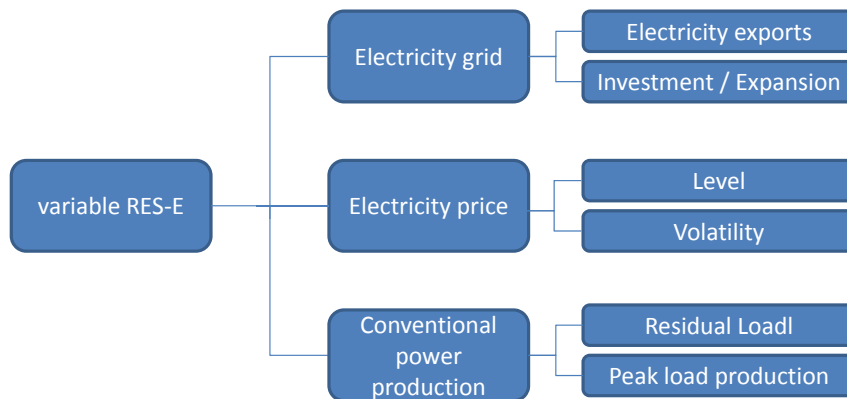 variable RES-E
Electricity grid
Electricity exports
Investment / Expansion
Electricity price
Level
Volatility
Conventional
power
production
Residual Loadl
Peak load production